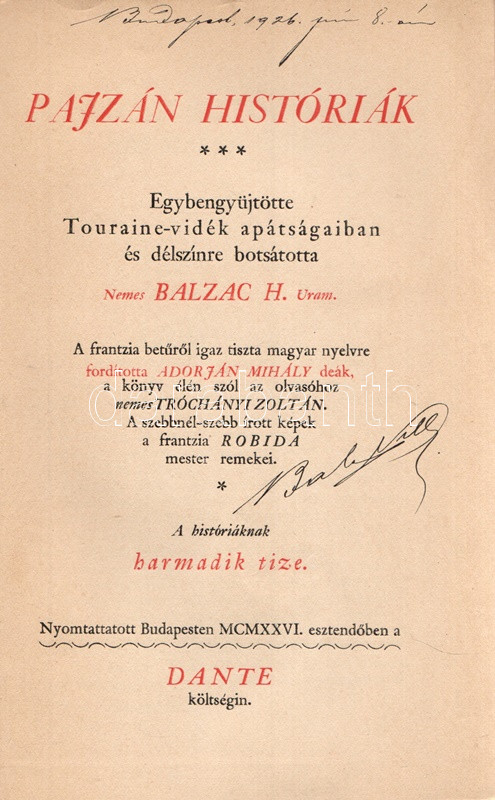 Budapest, 1926. jún 8.-án
PAJZÁN HISTÓRIÁK
* * *
Egybengyüjtötte
Touraine-vidék apátságaiban
és délszínre botsátotta
Nemes BALZAC H. Uram.
A frantzia betűről igaz tiszta magyar nyelvre
fordította ADORJÁN MIHÁLY deák,
a könyv élén szól az olvasóhoz
nemes TRÓCHÁNYI ZOLTÁN.
A szebbnél-szebb írott képek
a frantzia ROBIDA
mester remekei.
*
A históriáknak
harmadik tize.
Nyomtattatott Budapesten MCMXXVI. esztendőben a
DANTE
költségin.